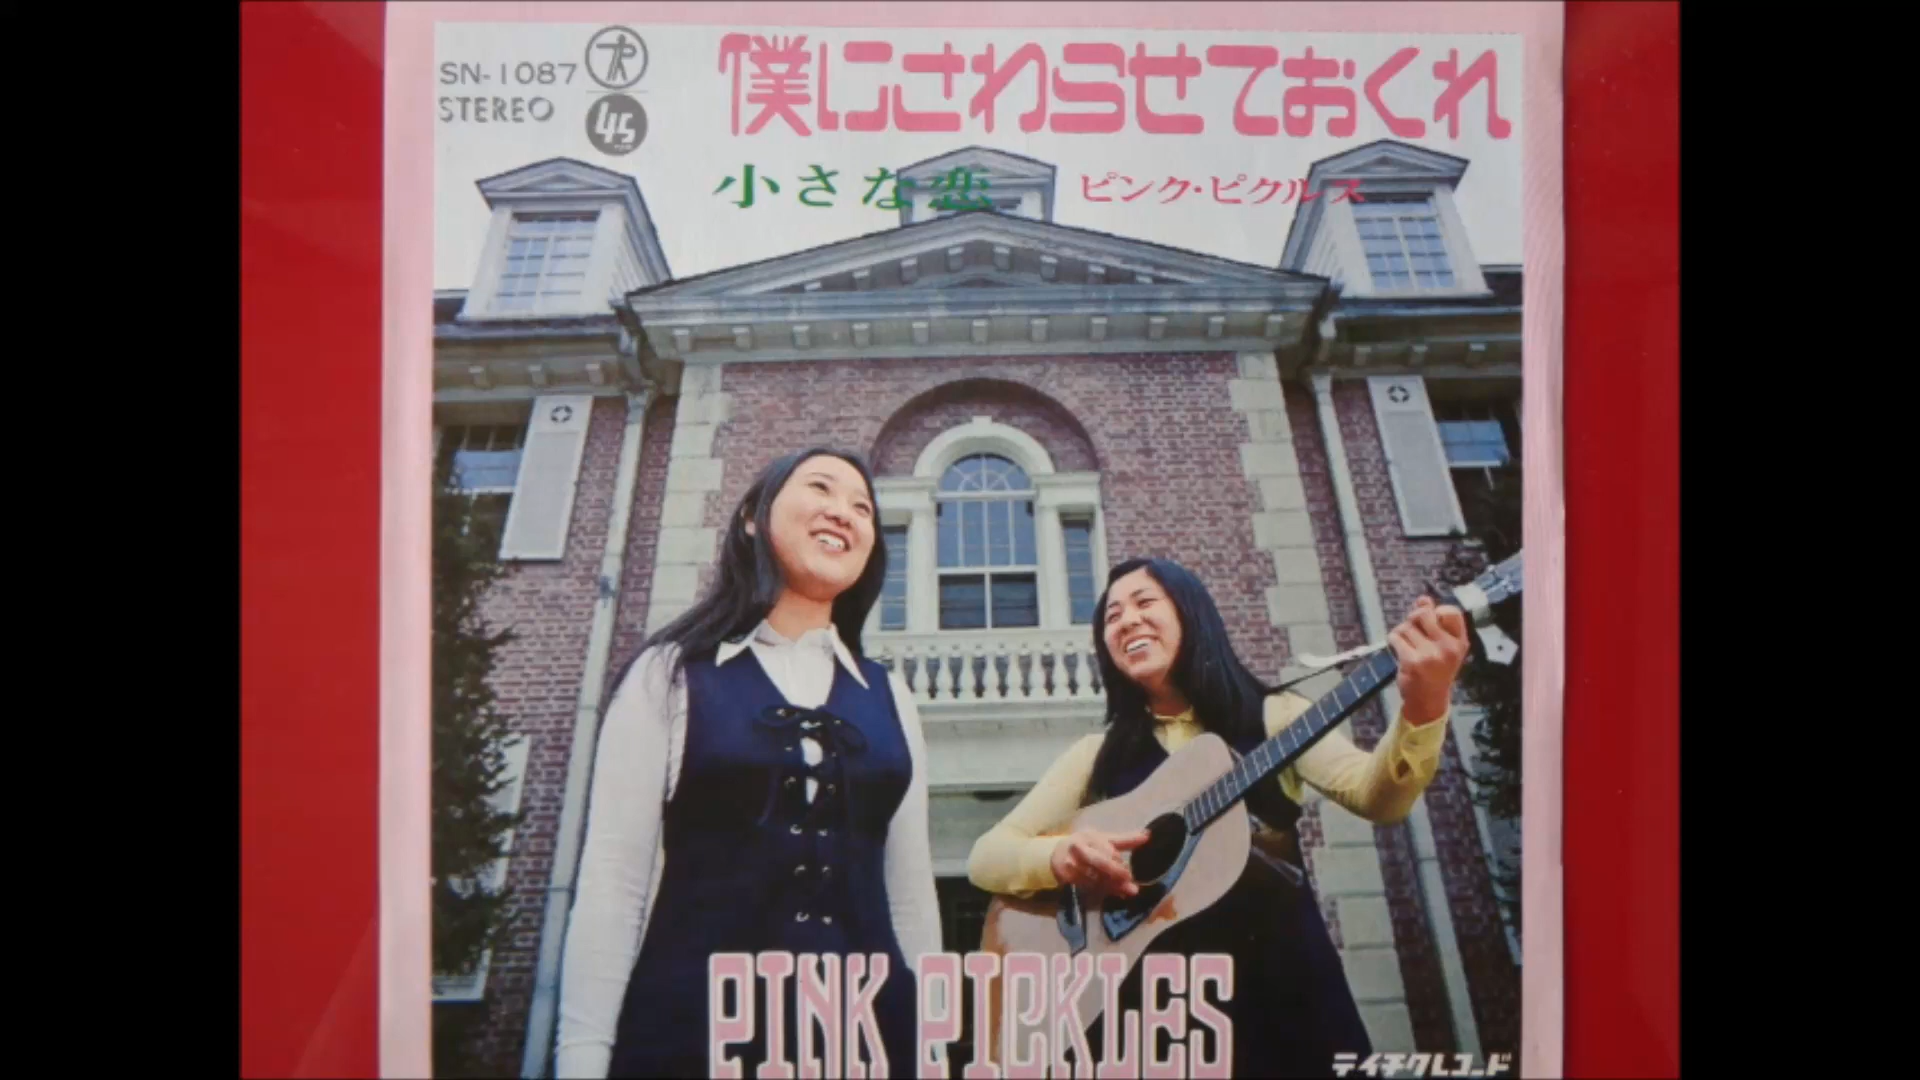 SN-1087
STEREO
45
僕にさわらせておくれ
小さな恋
ピンク・ピクルス
PINK PICKLES
テイチクレコード